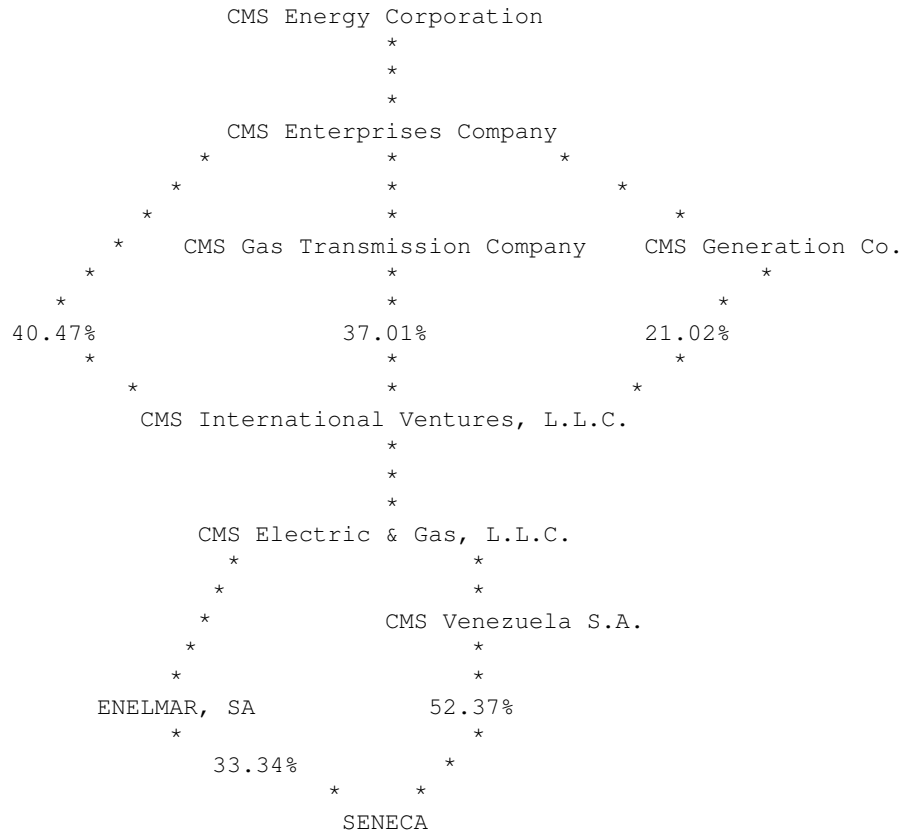 CMS Energy Corporation
*
*
*
CMS Enterprises Company
* * *
* * *
* * *
* CMS Gas Transmission Company CMS Generation Co.
* * *
* * *
40.47% 37.01% 21.02%
* * *
* * *
CMS International Ventures, L.L.C.
*
*
*
CMS Electric & Gas, L.L.C.
* *
* *
* CMS Venezuela S.A.
* *
* *
ENELMAR, SA 52.37%
* *
33.34% *
* *
SENECA